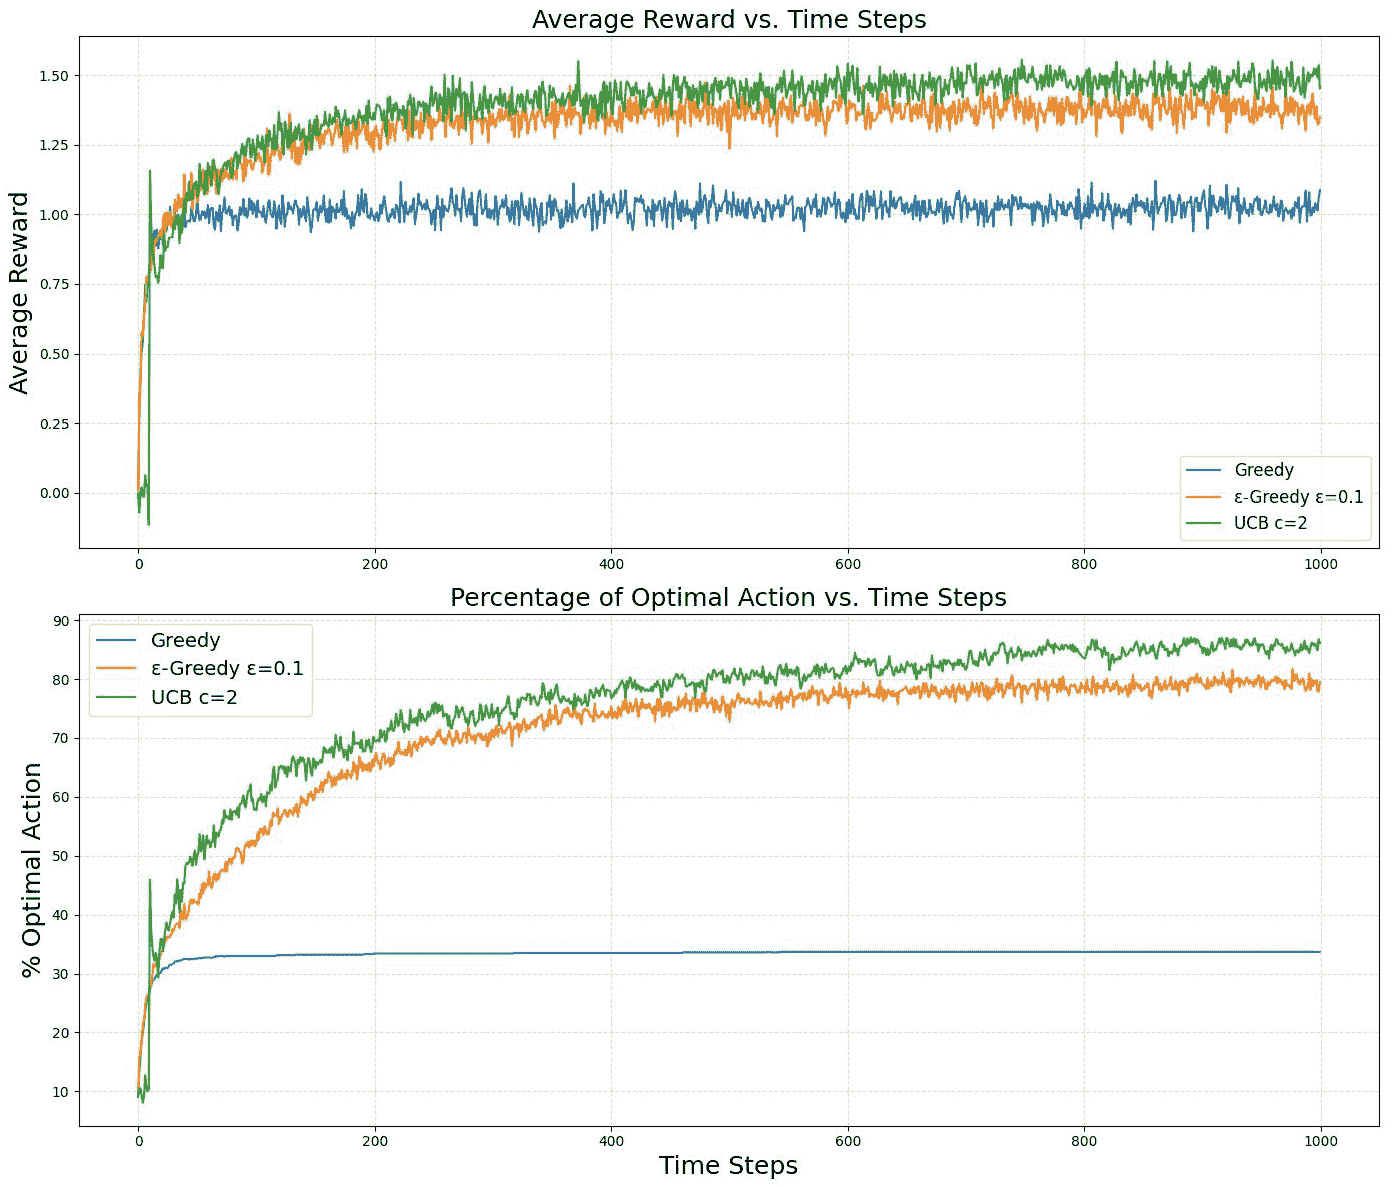 Average Reward vs. Time Steps
Average Reward
1.50
1.25
1.00
0.75
0.50
0.25
0.00
0 200 400 600 800 1000
Greedy
ε-Greedy ε=0.1
UCB c=2
Percentage of Optimal Action vs. Time Steps
% Optimal Action
90
80
70
60
50
40
30
20
10
Greedy
ε-Greedy ε=0.1
UCB c=2
0 200 400 600 800 1000
Time Steps